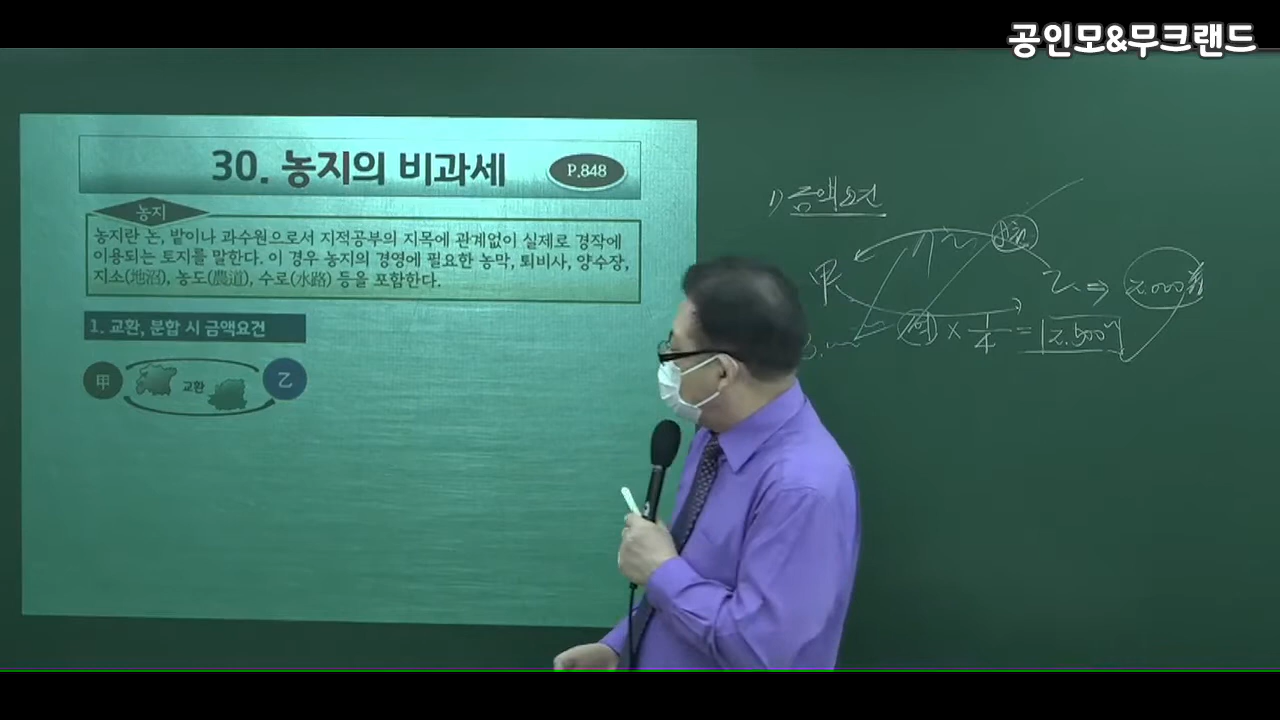 공인모&무크랜드
30. 농지의 비과세
P.848
농지
농지란 논, 밭이나 과수원으로서 지적공부의 지목에 관계없이 실제로 경작에
이용되는 토지를 말한다. 이 경우 농지의 경영에 필요한 농막, 퇴비사, 양수장,
지소(池沼), 농도(農道), 수로(水路) 등을 포함한다.
1. 교환, 분합 시 금액요건
甲
교환
乙
1) 금액요건
甲
乙 ⇒
× 1/4 =